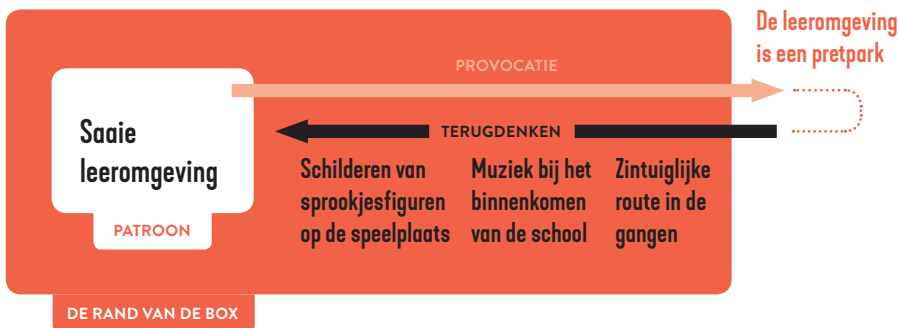 De leeromgeving
is een pretpark
PROVOCATIE
Saaie
leeromgeving
PATROON
TERUGDENKEN
Schilderen van
sprookjesfiguren
op de speelplaats
Muziek bij het
binnenkomen
van de school
Zintuiglijke
route in de
gangen
DE RAND VAN DE BOX